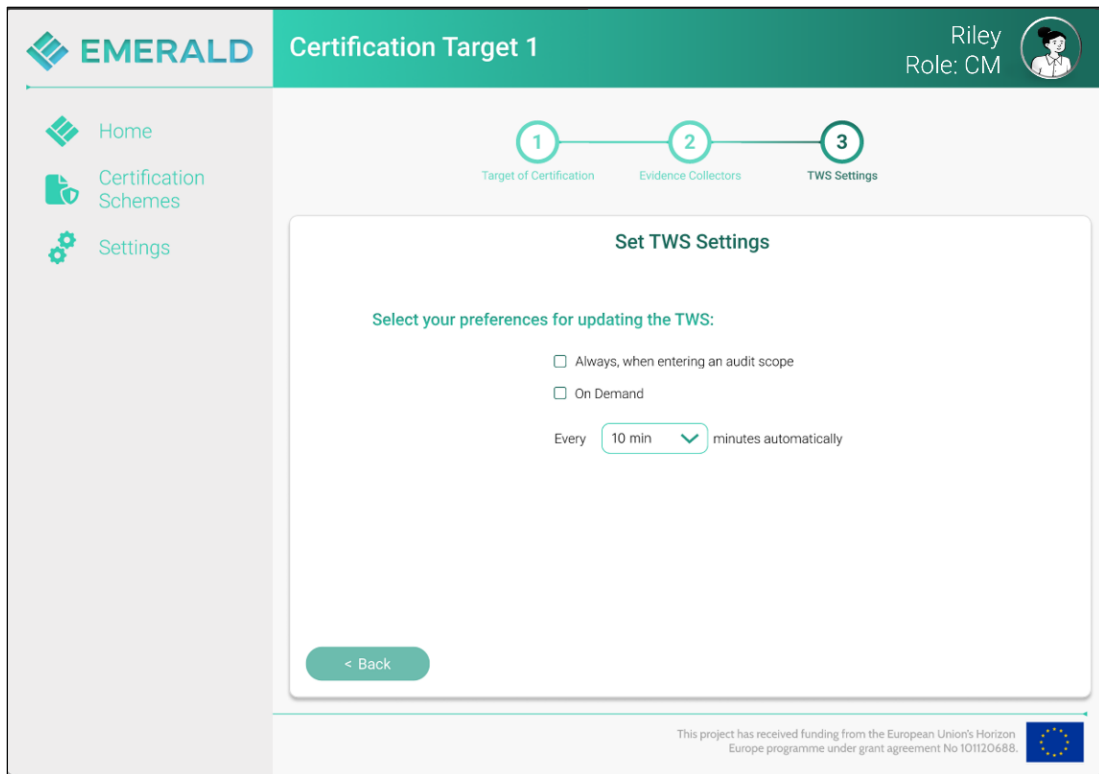 EMERALD
Certification Target 1
Riley
Role: CM
Home
Certification
Schemes
Settings
1
2
3
Target of Certification
Evidence Collectors
TWS Settings
Set TWS Settings
Select your preferences for updating the TWS:
Always, when entering an audit scope
On Demand
Every 10 min minutes automatically
< Back
This project has received funding from the European Union's Horizon
Europe programme under grant agreement No 101120688.